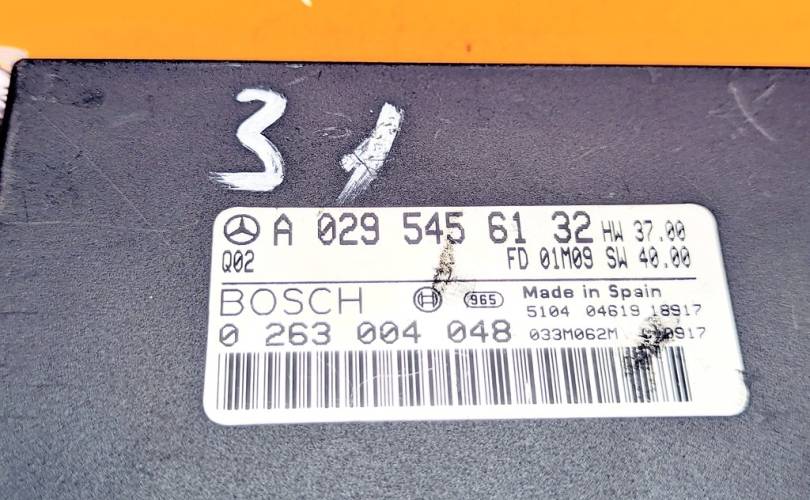 31
A 029 545 61 32 HW 37.00
Q02 FD 01M09 SW 40.00
BOSCH 965 Made in Spain
5104 04619 18917
0 263 004 048 033M062M